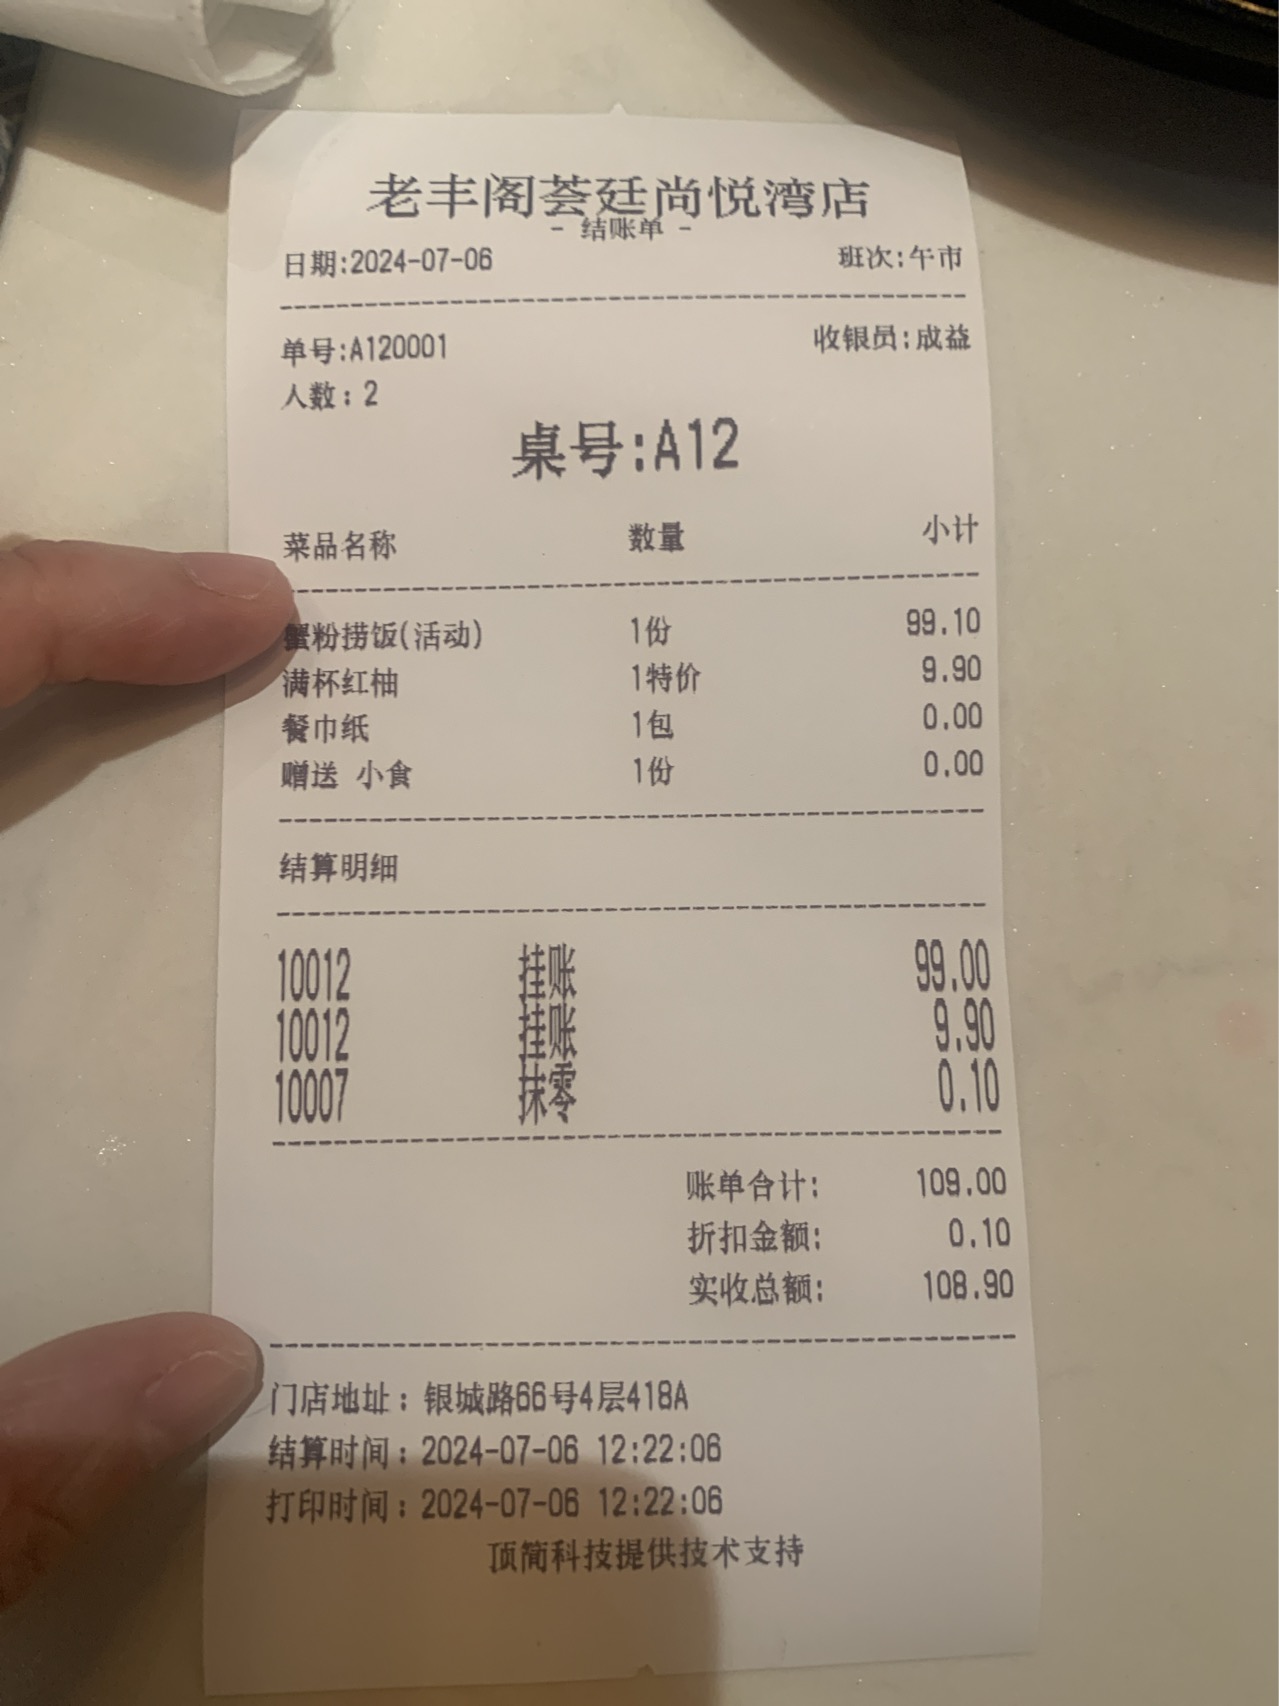 老丰阁荟廷尚悦湾店
- 结账单 -
日期:2024-07-06 班次:午市
单号:A120001 收银员:成益
人数: 2
桌号:A12
菜品名称 数量 小计
蟹粉捞饭(活动) 1份 99.10
满杯红柚 1特价 9.90
餐巾纸 1包 0.00
赠送 小食 1份 0.00
结算明细
10012 挂账 99.00
10012 挂账 9.90
10007 抹零 0.10
账单合计: 109.00
折扣金额: 0.10
实收总额: 108.90
门店地址: 银城路66号4层418A
结算时间: 2024-07-06 12:22:06
打印时间: 2024-07-06 12:22:06
顶简科技提供技术支持